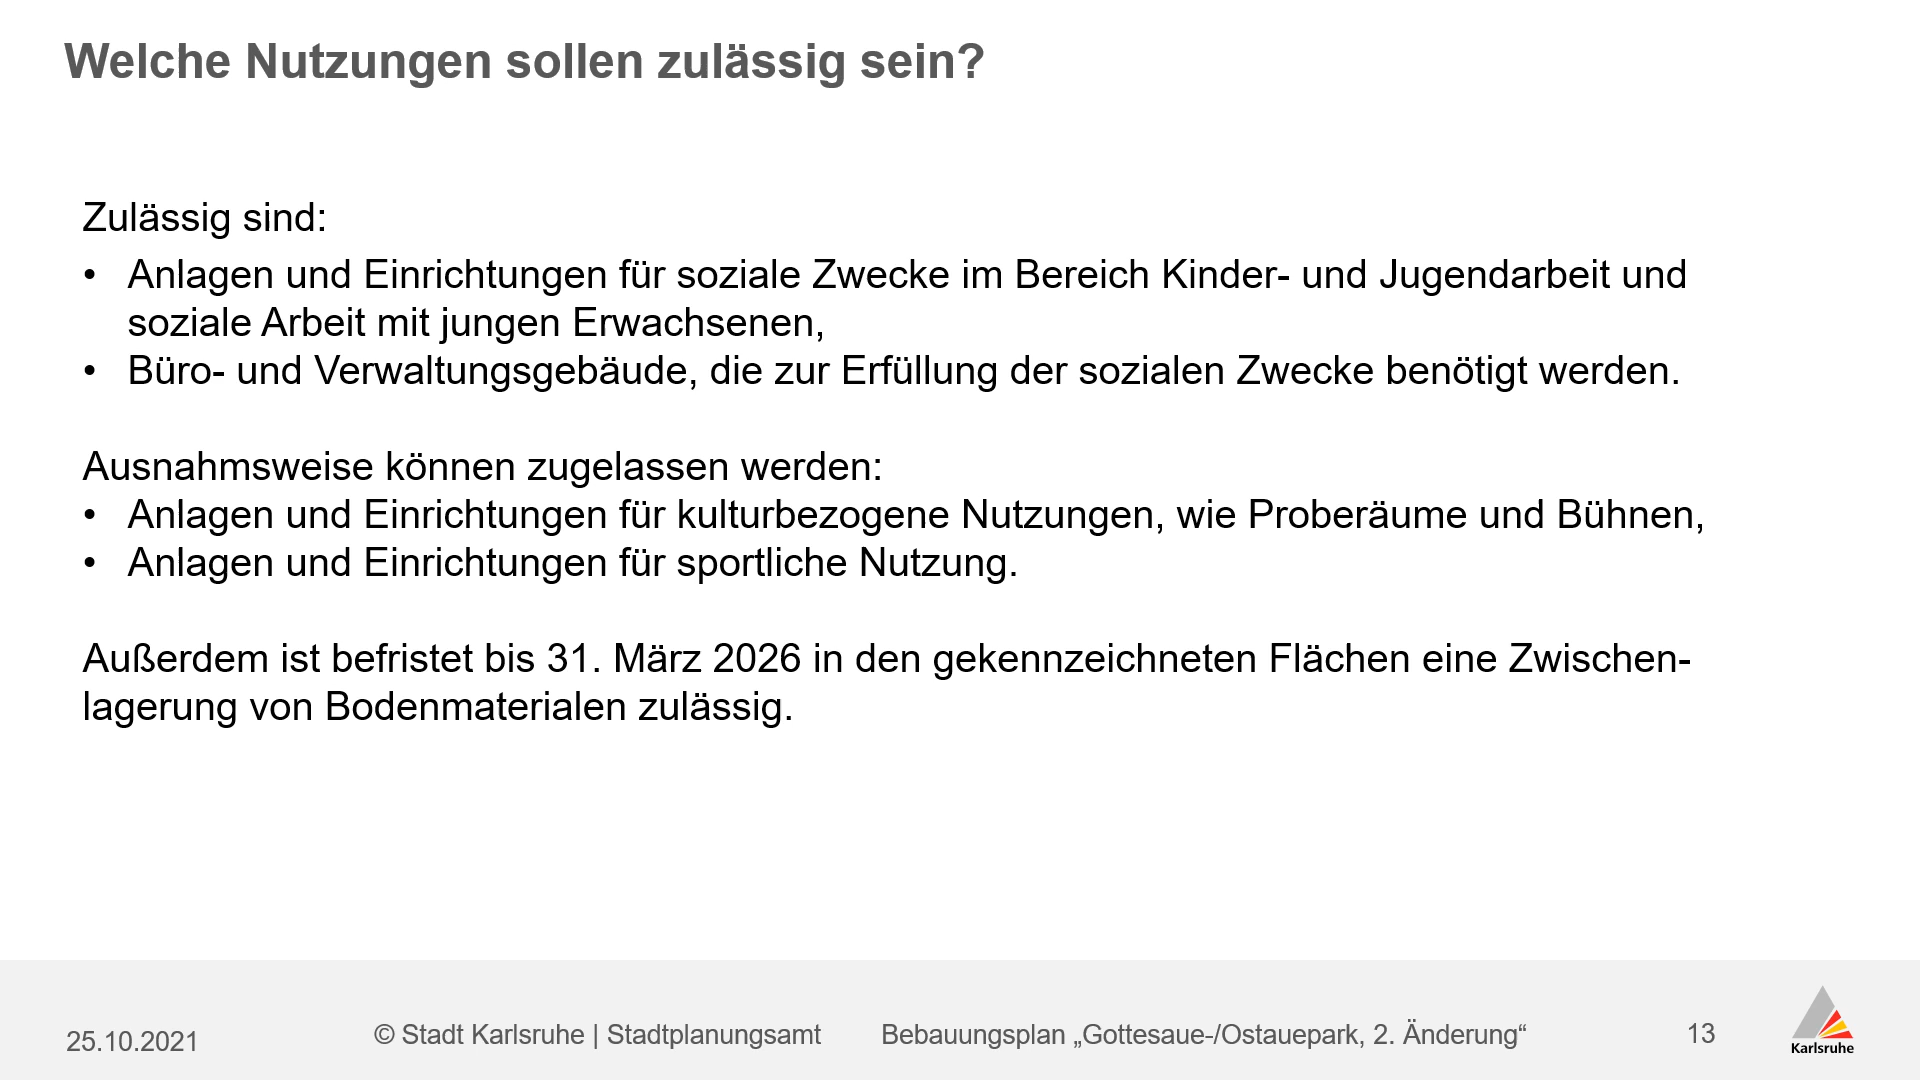 Welche Nutzungen sollen zulässig sein?
Zulässig sind:
• Anlagen und Einrichtungen für soziale Zwecke im Bereich Kinder- und Jugendarbeit und
soziale Arbeit mit jungen Erwachsenen,
• Büro- und Verwaltungsgebäude, die zur Erfüllung der sozialen Zwecke benötigt werden.
Ausnahmsweise können zugelassen werden:
• Anlagen und Einrichtungen für kulturbezogene Nutzungen, wie Proberäume und Bühnen,
• Anlagen und Einrichtungen für sportliche Nutzung.
Außerdem ist befristet bis 31. März 2026 in den gekennzeichneten Flächen eine Zwischen-
lagerung von Bodenmaterialen zulässig.
25.10.2021
© Stadt Karlsruhe | Stadtplanungsamt
Bebauungsplan „Gottesaue-/Ostauepark, 2. Änderung“
13
Karlsruhe